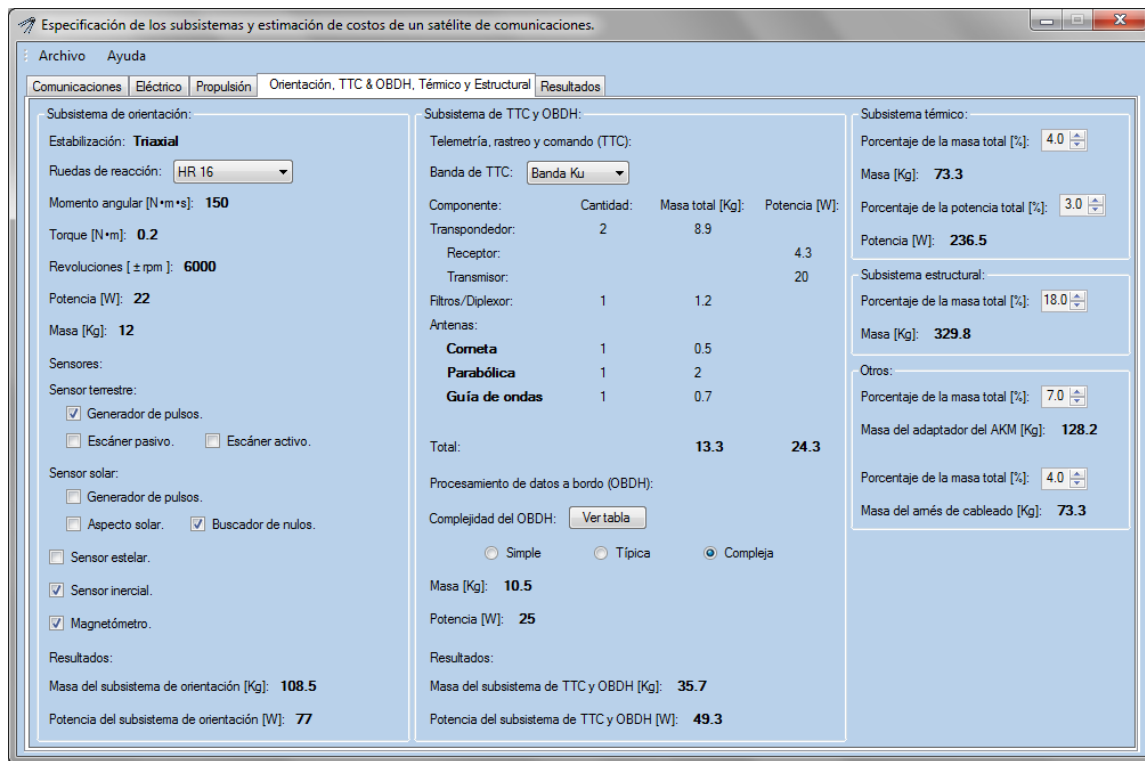 Especificación de los subsistemas y estimación de costos de un satélite de comunicaciones.
Archivo Ayuda
Comunicaciones Eléctrico Propulsión Orientación, TTC & OBDH, Térmico y Estructural Resultados
Subsistema de orientación:
Estabilización: Triaxial
Ruedas de reacción: HR 16
Momento angular [N•m•s]: 150
Torque [N•m]: 0.2
Revoluciones [ ±rpm ]: 6000
Potencia [W]: 22
Masa [Kg]: 12
Sensores:
Sensor terrestre:
Generador de pulsos.
Escáner pasivo. Escáner activo.
Sensor solar:
Generador de pulsos.
Aspecto solar. Buscador de nulos.
Sensor estelar.
Sensor inercial.
Magnetómetro.
Resultados:
Masa del subsistema de orientación [Kg]: 108.5
Potencia del subsistema de orientación [W]: 77
Subsistema de TTC y OBDH:
Telemetría, rastreo y comando (TTC):
Banda de TTC: Banda Ku
Componente: Cantidad: Masa total [Kg]: Potencia [W]:
Transpondedor: 2 8.9
Receptor: 4.3
Transmisor: 20
Filtros/Diplexor: 1 1.2
Antenas:
Corneta 1 0.5
Parabólica 1 2
Guía de ondas 1 0.7
Total: 13.3 24.3
Procesamiento de datos a bordo (OBDH):
Complejidad del OBDH: Ver tabla
Simple Típica Compleja
Masa [Kg]: 10.5
Potencia [W]: 25
Resultados:
Masa del subsistema de TTC y OBDH [Kg]: 35.7
Potencia del subsistema de TTC y OBDH [W]: 49.3
Subsistema térmico:
Porcentaje de la masa total [%]: 4.0
Masa [Kg]: 73.3
Porcentaje de la potencia total [%]: 3.0
Potencia [W]: 236.5
Subsistema estructural:
Porcentaje de la masa total [%]: 18.0
Masa [Kg]: 329.8
Otros:
Porcentaje de la masa total [%]: 7.0
Masa del adaptador del AKM [Kg]: 128.2
Porcentaje de la masa total [%]: 4.0
Masa del arnés de cableado [Kg]: 73.3